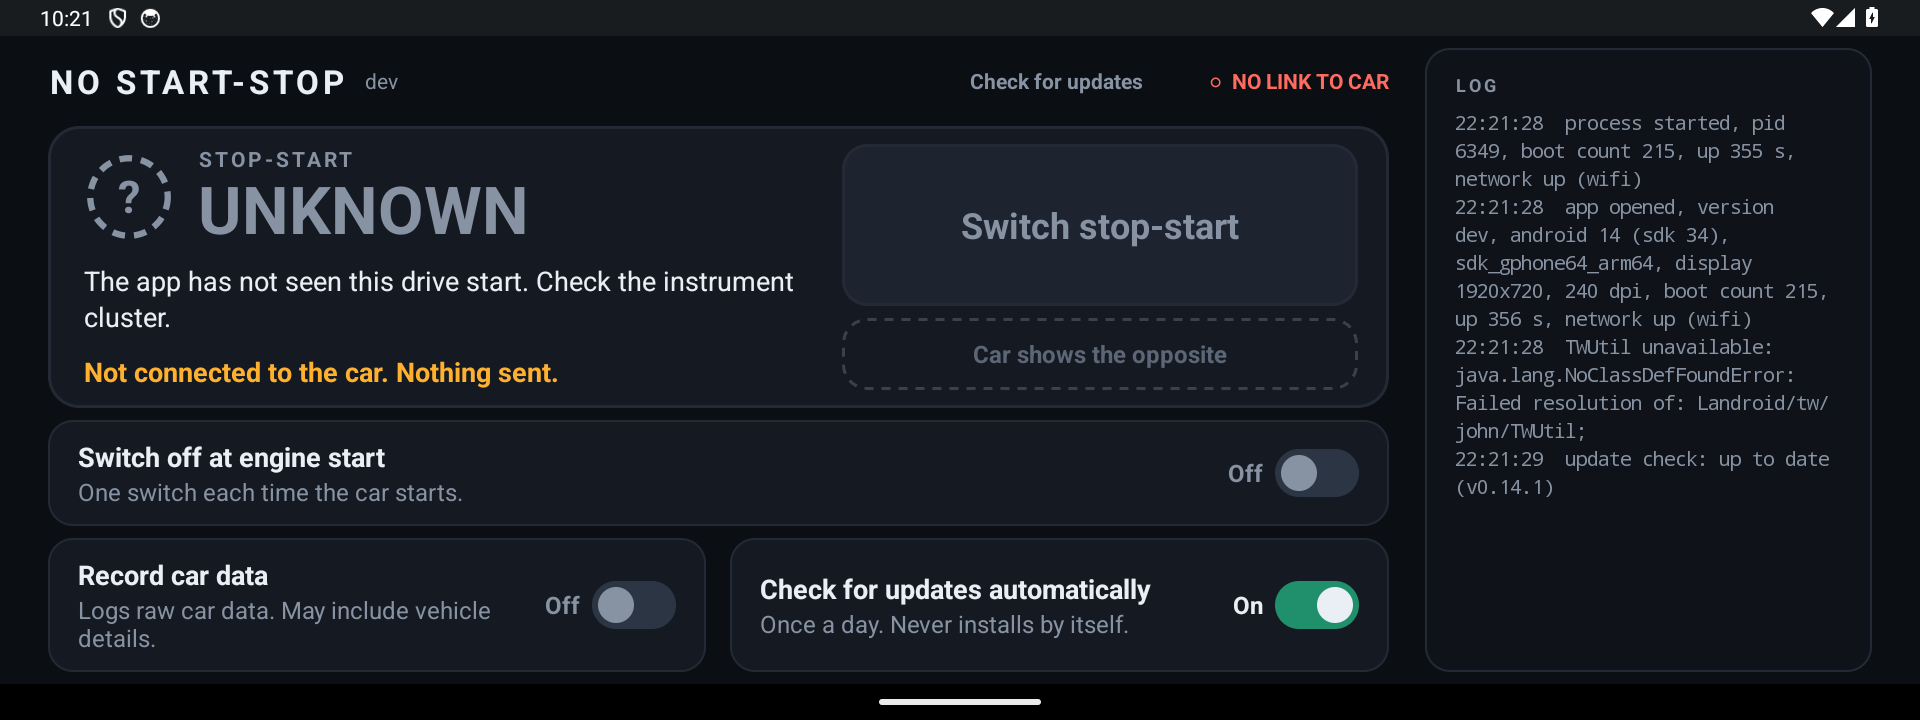 10:21
NO START-STOP dev
Check for updates
NO LINK TO CAR
?
STOP-START
UNKNOWN
The app has not seen this drive start. Check the instrument
cluster.
Not connected to the car. Nothing sent.
Switch stop-start
Car shows the opposite
Switch off at engine start
One switch each time the car starts.
Off
Record car data
Logs raw car data. May include vehicle
details.
Off
Check for updates automatically
Once a day. Never installs by itself.
On
LOG
22:21:28 process started, pid
6349, boot count 215, up 355 s,
network up (wifi)
22:21:28 app opened, version
dev, android 14 (sdk 34),
sdk_gphone64_arm64, display
1920x720, 240 dpi, boot count 215,
up 356 s, network up (wifi)
22:21:28 TWUtil unavailable:
java.lang.NoClassDefFoundError:
Failed resolution of: Landroid/tw/
john/TWUtil;
22:21:29 update check: up to date
(v0.14.1)